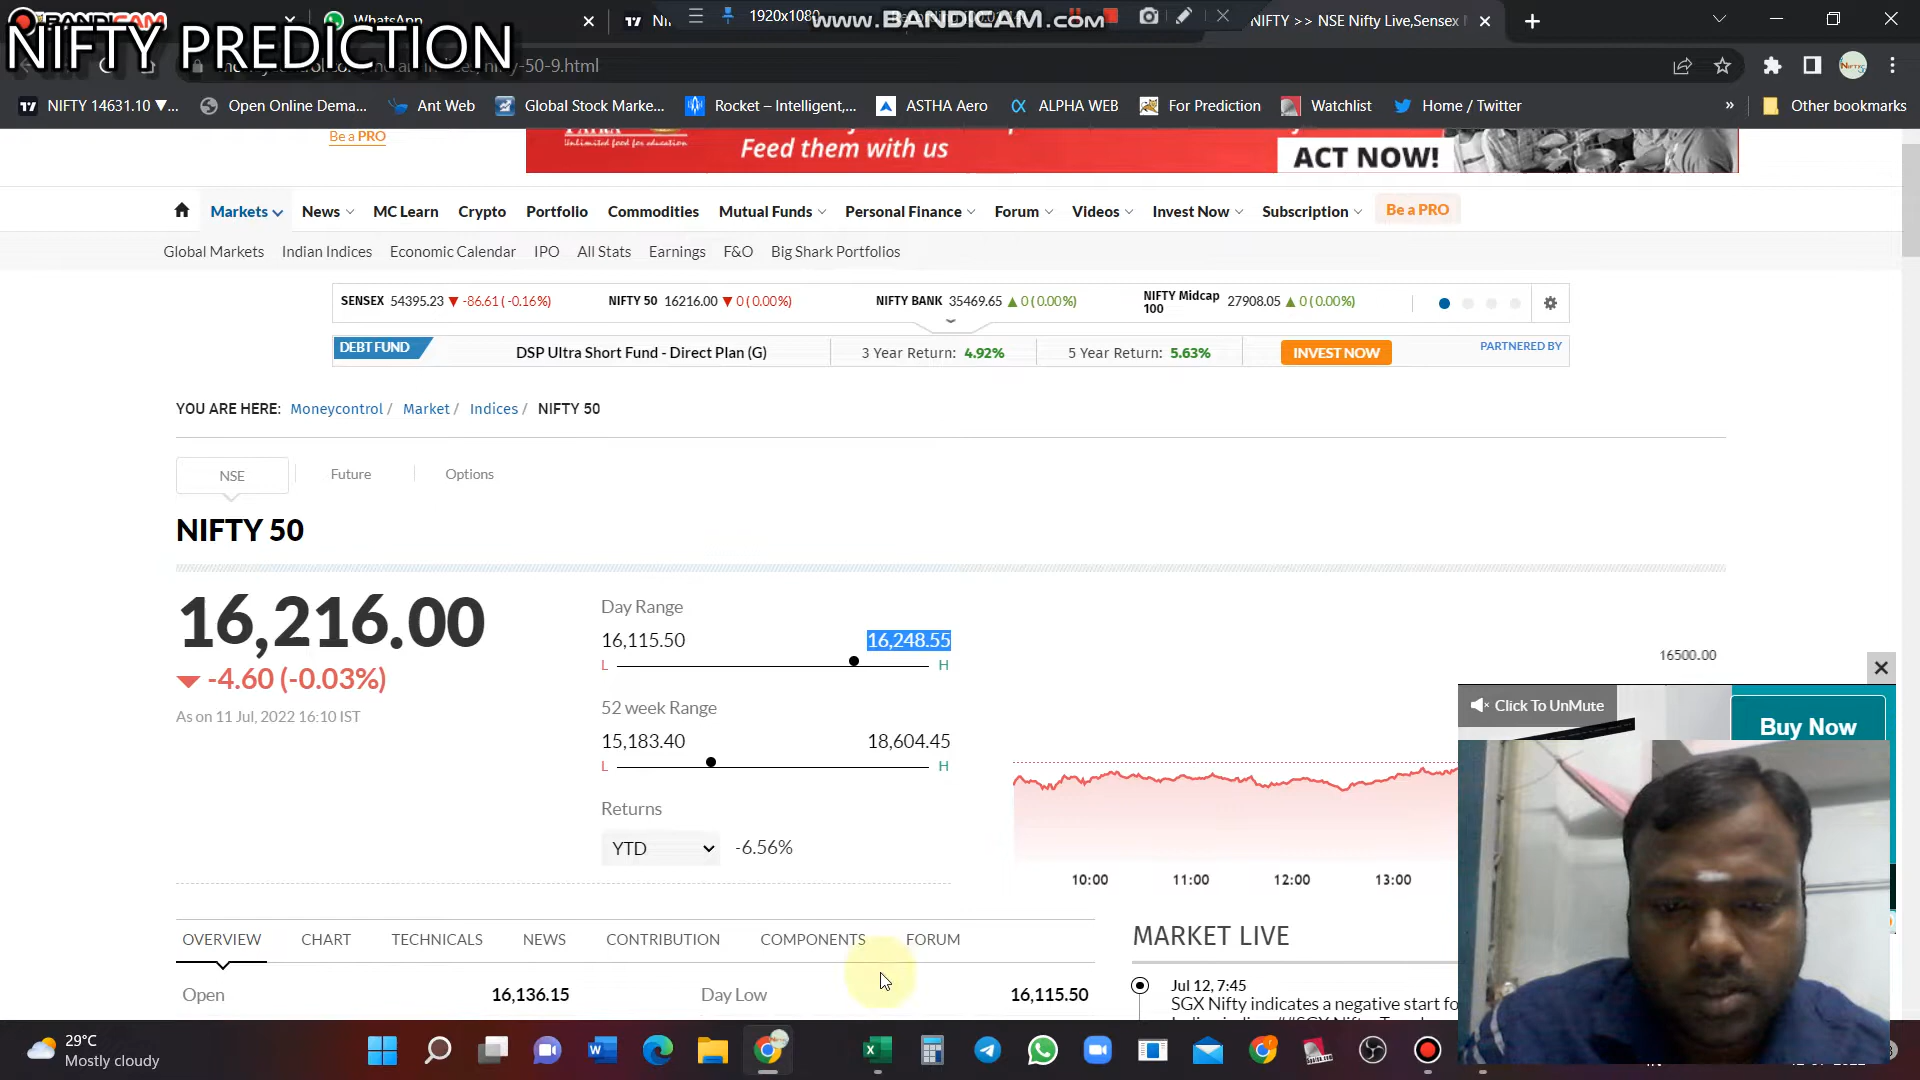 BANDICAM
WhatsApp
1920x1080
www.BANDICAM.com
NIFTY >> NSE Nifty Live,Sensex
NIFTY PREDICTION
nifty-50-9.html
NIFTY 14631.10 ▼...
Open Online Dema...
Ant Web
Global Stock Marke...
Rocket – Intelligent,...
ASTHA Aero
ALPHA WEB
For Prediction
Watchlist
Home / Twitter
»
Other bookmarks
Be a PRO
Unlimited food for education
Feed them with us
ACT NOW!
Markets
News
MC Learn
Crypto
Portfolio
Commodities
Mutual Funds
Personal Finance
Forum
Videos
Invest Now
Subscription
Be a PRO
Global Markets
Indian Indices
Economic Calendar
IPO
All Stats
Earnings
F&O
Big Shark Portfolios
SENSEX 54395.23 ▼ -86.61 ( -0.16%)
NIFTY 50 16216.00 ▼ 0 ( 0.00%)
NIFTY BANK 35469.65 ▲ 0 ( 0.00%)
NIFTY Midcap
100
27908.05 ▲ 0 ( 0.00%)
DEBT FUND
DSP Ultra Short Fund - Direct Plan (G)
3 Year Return: 4.92%
5 Year Return: 5.63%
INVEST NOW
PARTNERED BY
YOU ARE HERE: Moneycontrol / Market / Indices / NIFTY 50
NSE
Future
Options
NIFTY 50
16,216.00
▼ -4.60 (-0.03%)
As on 11 Jul, 2022 16:10 IST
Day Range
16,115.50
16,248.55
L
H
52 week Range
15,183.40
18,604.45
L
H
Returns
YTD
-6.56%
16500.00
10:00
11:00
12:00
13:00
Click To UnMute
Buy Now
OVERVIEW
CHART
TECHNICALS
NEWS
CONTRIBUTION
COMPONENTS
FORUM
Open
16,136.15
Day Low
16,115.50
MARKET LIVE
Jul 12, 7:45
SGX Nifty indicates a negative start fo
29°C
Mostly cloudy